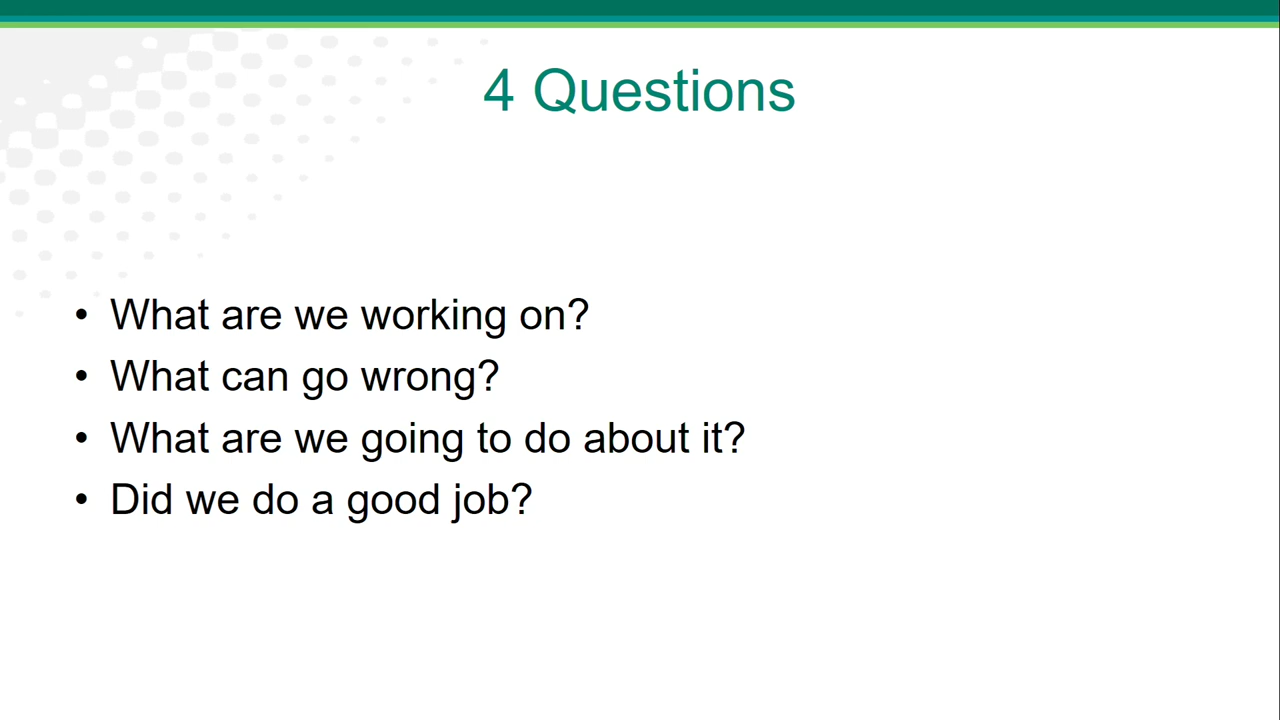 4 Questions
• What are we working on?
• What can go wrong?
• What are we going to do about it?
• Did we do a good job?